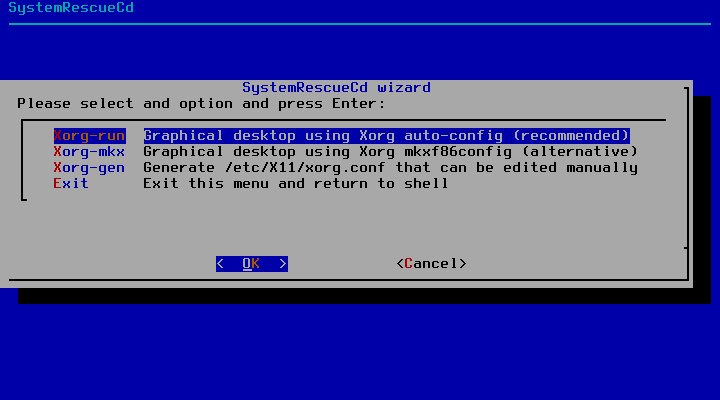 SystemRescueCd
SystemRescueCd wizard
Please select and option and press Enter:
Xorg-run Graphical desktop using Xorg auto-config (recommended)
Xorg-mkx Graphical desktop using Xorg mkxf86config (alternative)
Xorg-gen Generate /etc/X11/xorg.conf that can be edited manually
Exit Exit this menu and return to shell
< OK > <Cancel>